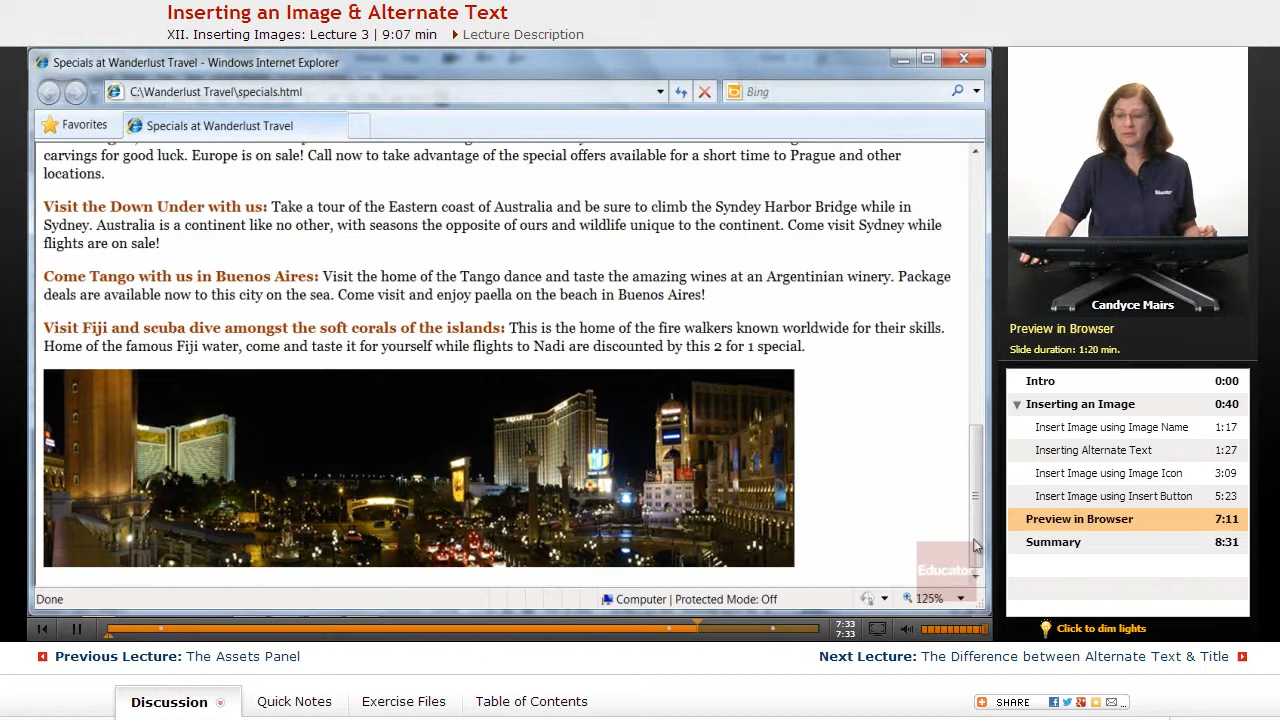 Inserting an Image & Alternate Text
XII. Inserting Images: Lecture 3 | 9:07 min
Lecture Description
Specials at Wanderlust Travel - Windows Internet Explorer
C:\Wanderlust Travel\specials.html
Bing
Favorites
Specials at Wanderlust Travel
carvings for good luck. Europe is on sale! Call now to take advantage of the special offers available for a short time to Prague and other
locations.
Visit the Down Under with us: Take a tour of the Eastern coast of Australia and be sure to climb the Syndey Harbor Bridge while in
Sydney. Australia is a continent like no other, with seasons the opposite of ours and wildlife unique to the continent. Come visit Sydney while
flights are on sale!
Come Tango with us in Buenos Aires: Visit the home of the Tango dance and taste the amazing wines at an Argentinian winery. Package
deals are available now to this city on the sea. Come visit and enjoy paella on the beach in Buenos Aires!
Visit Fiji and scuba dive amongst the soft corals of the islands: This is the home of the fire walkers known worldwide for their skills.
Home of the famous Fiji water, come and taste it for yourself while flights to Nadi are discounted by this 2 for 1 special.
Educator
Done
Computer | Protected Mode: Off
125%
7:33
7:33
Educator
Candyce Mairs
Preview in Browser
Slide duration: 1:20 min.
Intro 0:00
Inserting an Image 0:40
Insert Image using Image Name 1:17
Inserting Alternate Text 1:27
Insert Image using Image Icon 3:09
Insert Image using Insert Button 5:23
Preview in Browser 7:11
Summary 8:31
Click to dim lights
Previous Lecture: The Assets Panel
Next Lecture: The Difference between Alternate Text & Title
Discussion
Quick Notes
Exercise Files
Table of Contents
SHARE